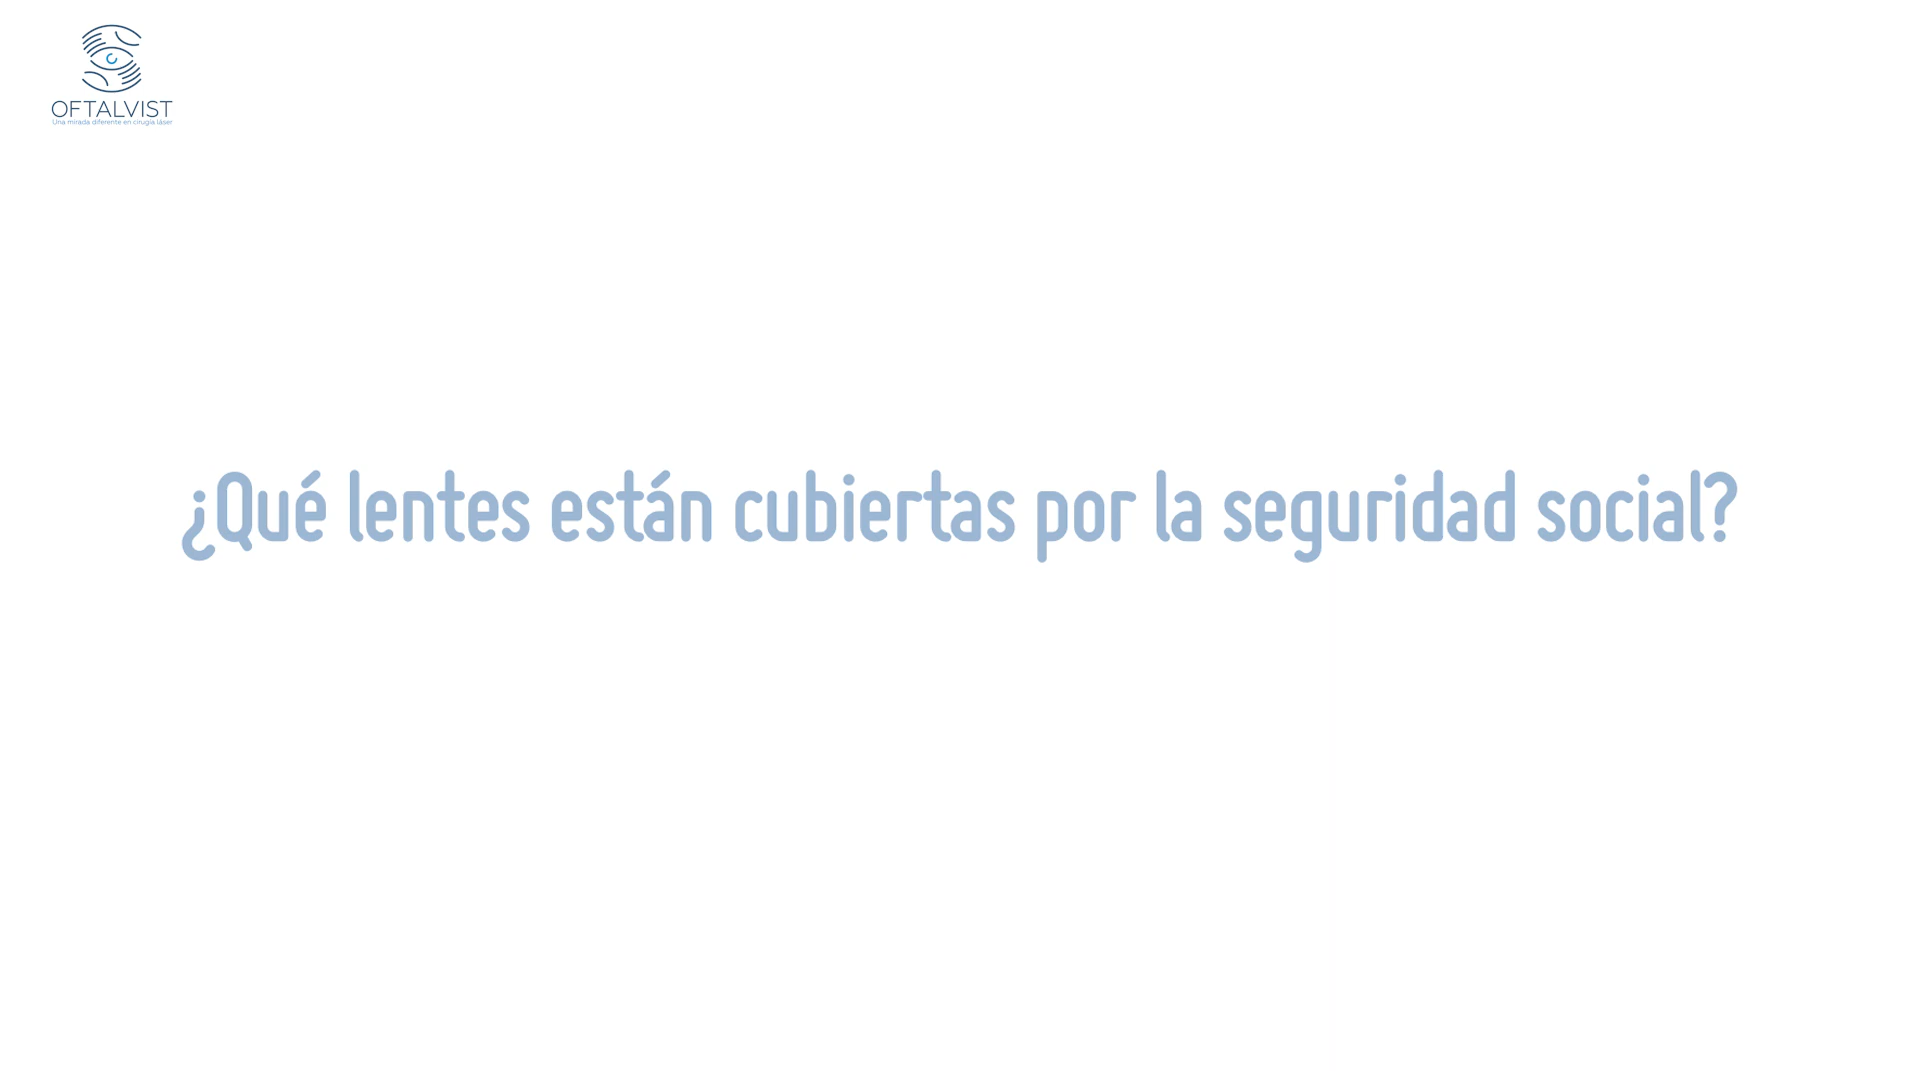 OFTALVIST
Una mirada diferente en cirugía láser
¿Qué lentes están cubiertas por la seguridad social?